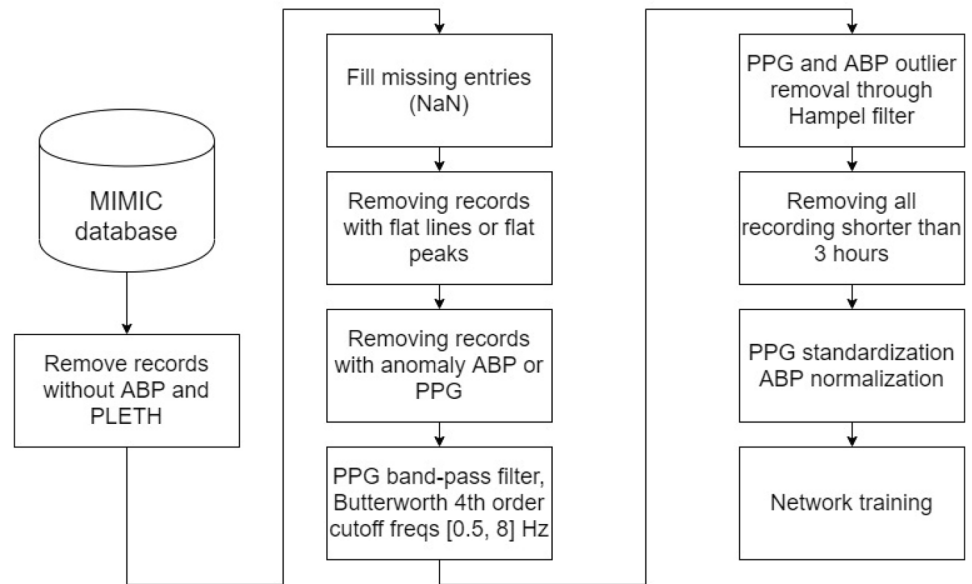 MIMIC
database
Remove records
without ABP and
PLETH
Fill missing entries
(NaN)
Removing records
with flat lines or flat
peaks
Removing records
with anomaly ABP or
PPG
PPG band-pass filter,
Butterworth 4th order
cutoff freqs [0.5, 8] Hz
PPG and ABP outlier
removal through
Hampel filter
Removing all
recording shorter than
3 hours
PPG standardization
ABP normalization
Network training